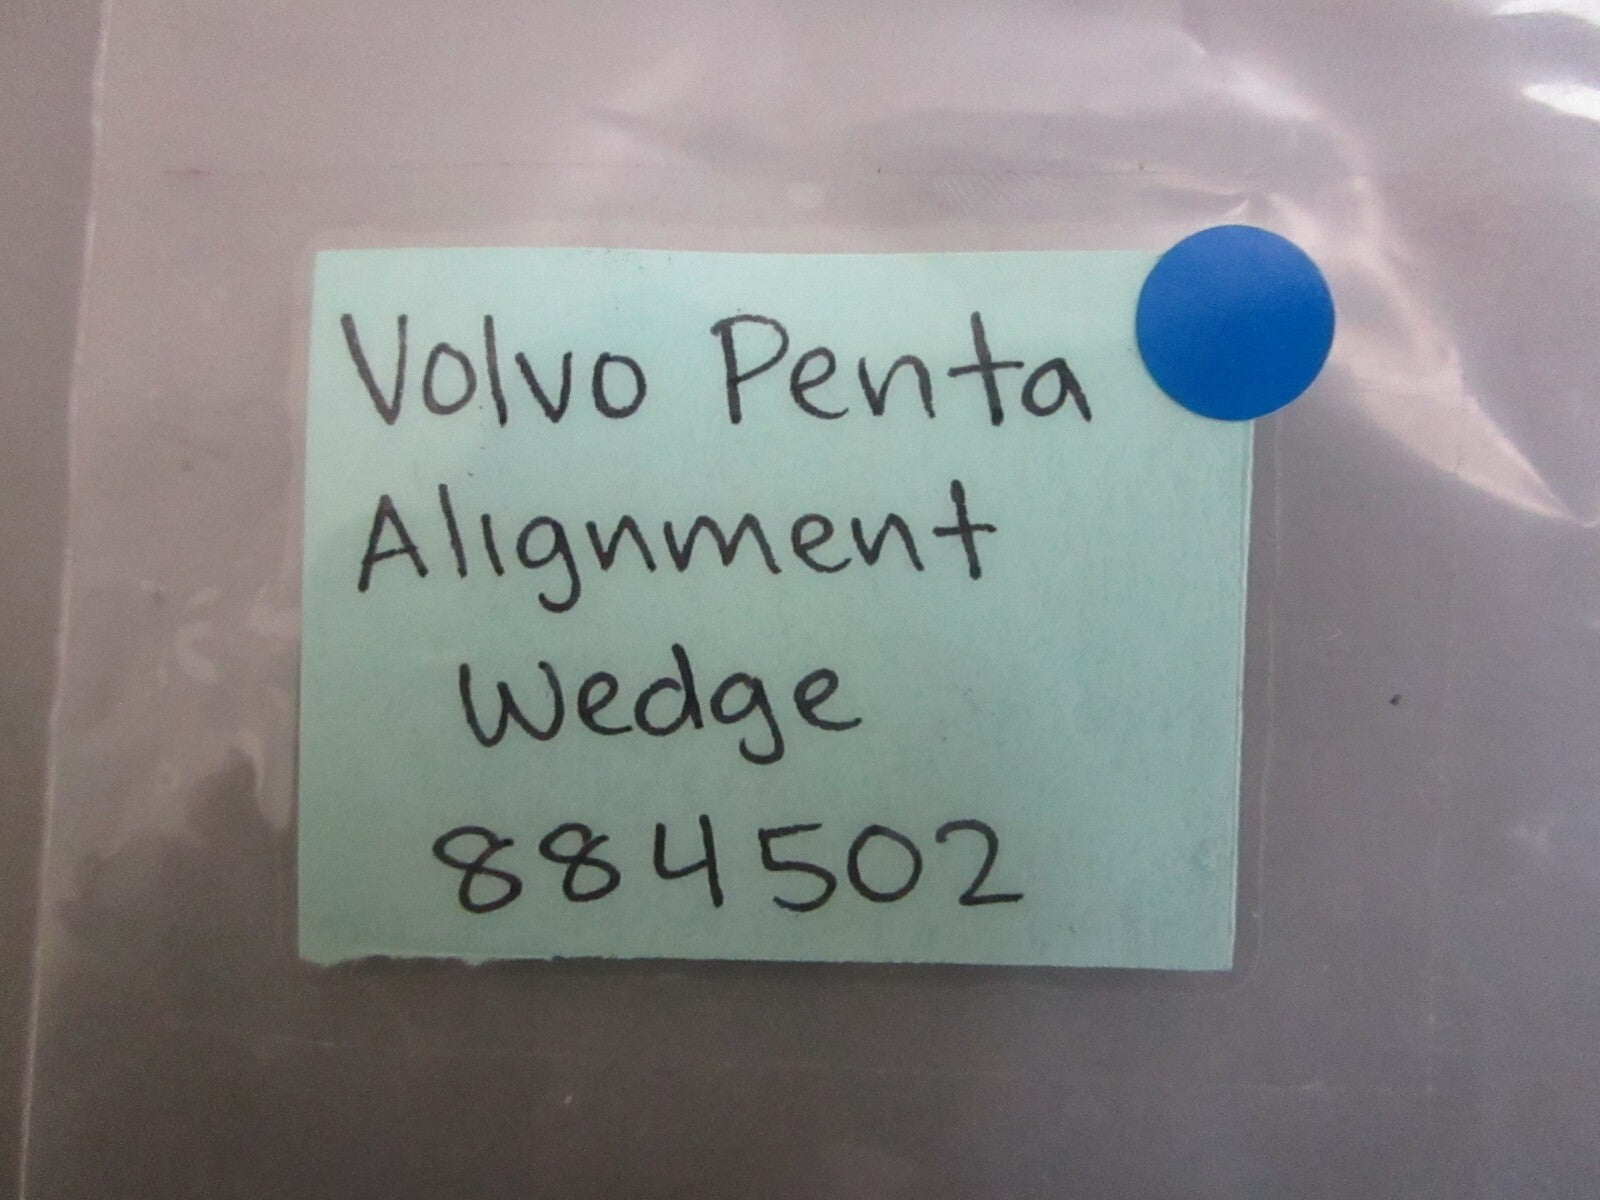 Volvo Penta
Alignment
Wedge
884502